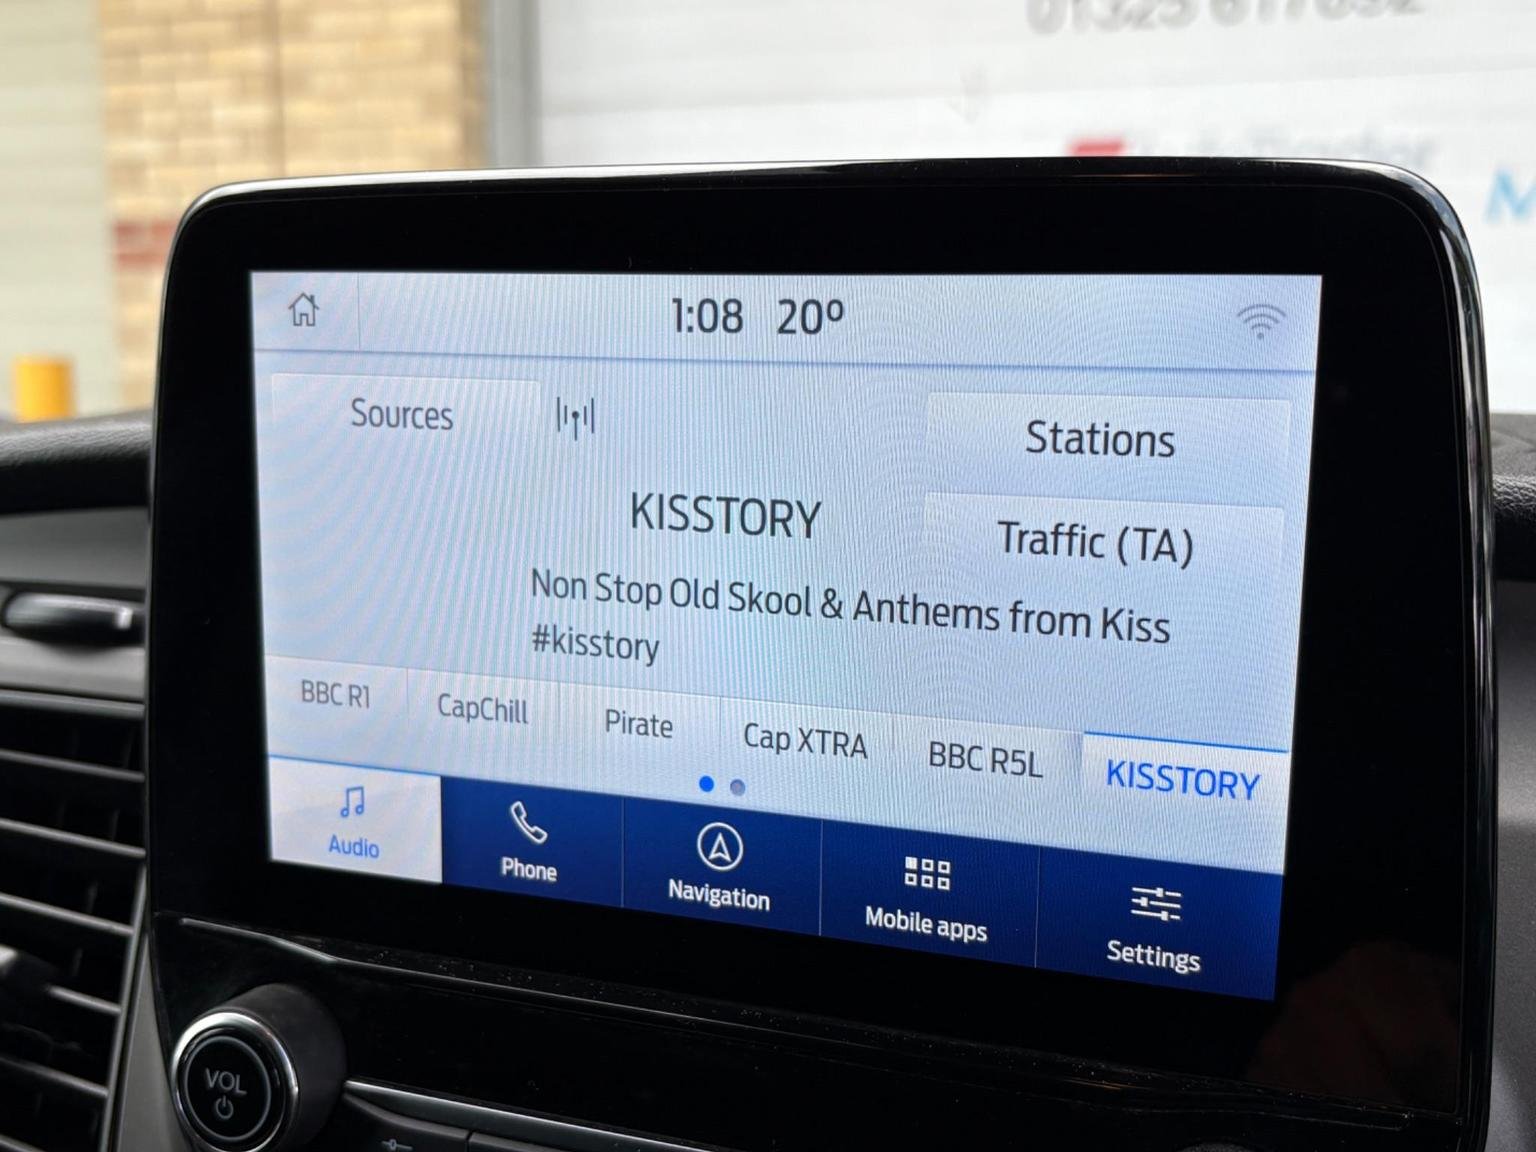 1:08 20º
Sources
Stations
KISSTORY
Traffic (TA)
Non Stop Old Skool & Anthems from Kiss
#kisstory
BBC R1 CapChill Pirate Cap XTRA BBC R5L KISSTORY
Audio Phone Navigation Mobile apps Settings
VOL